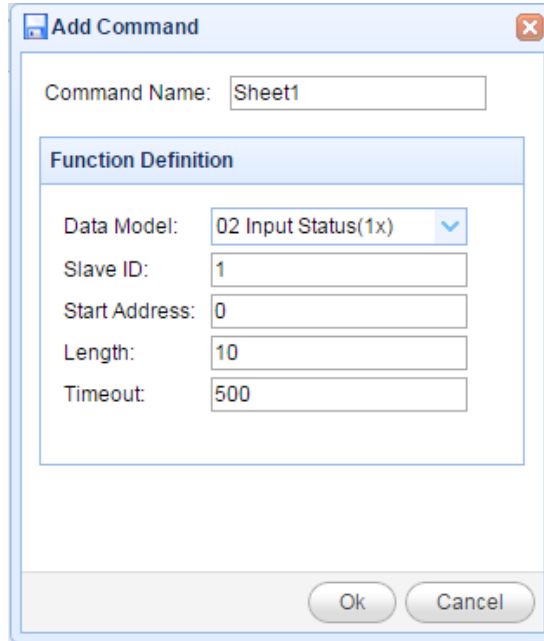 Add Command
Command Name: Sheet1
Function Definition
Data Model: 02 Input Status(1x)
Slave ID: 1
Start Address: 0
Length: 10
Timeout: 500
Ok Cancel